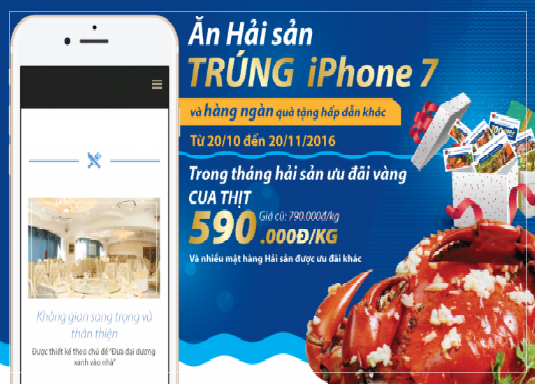 Ăn Hải sản
TRÚNG iPhone 7
và hàng ngàn quà tặng hấp dẫn khác
Từ 20/10 đến 20/11/2016
Trong tháng hải sản ưu đãi vàng
CUA THỊT
Giá cũ: 790.000đ/kg
590.000Đ/KG
Và nhiều mặt hàng Hải sản được ưu đãi khác
Không gian sang trọng và
thân thiện
Được thiết kế theo chủ đề "Đưa đại dương
xanh vào nhà"